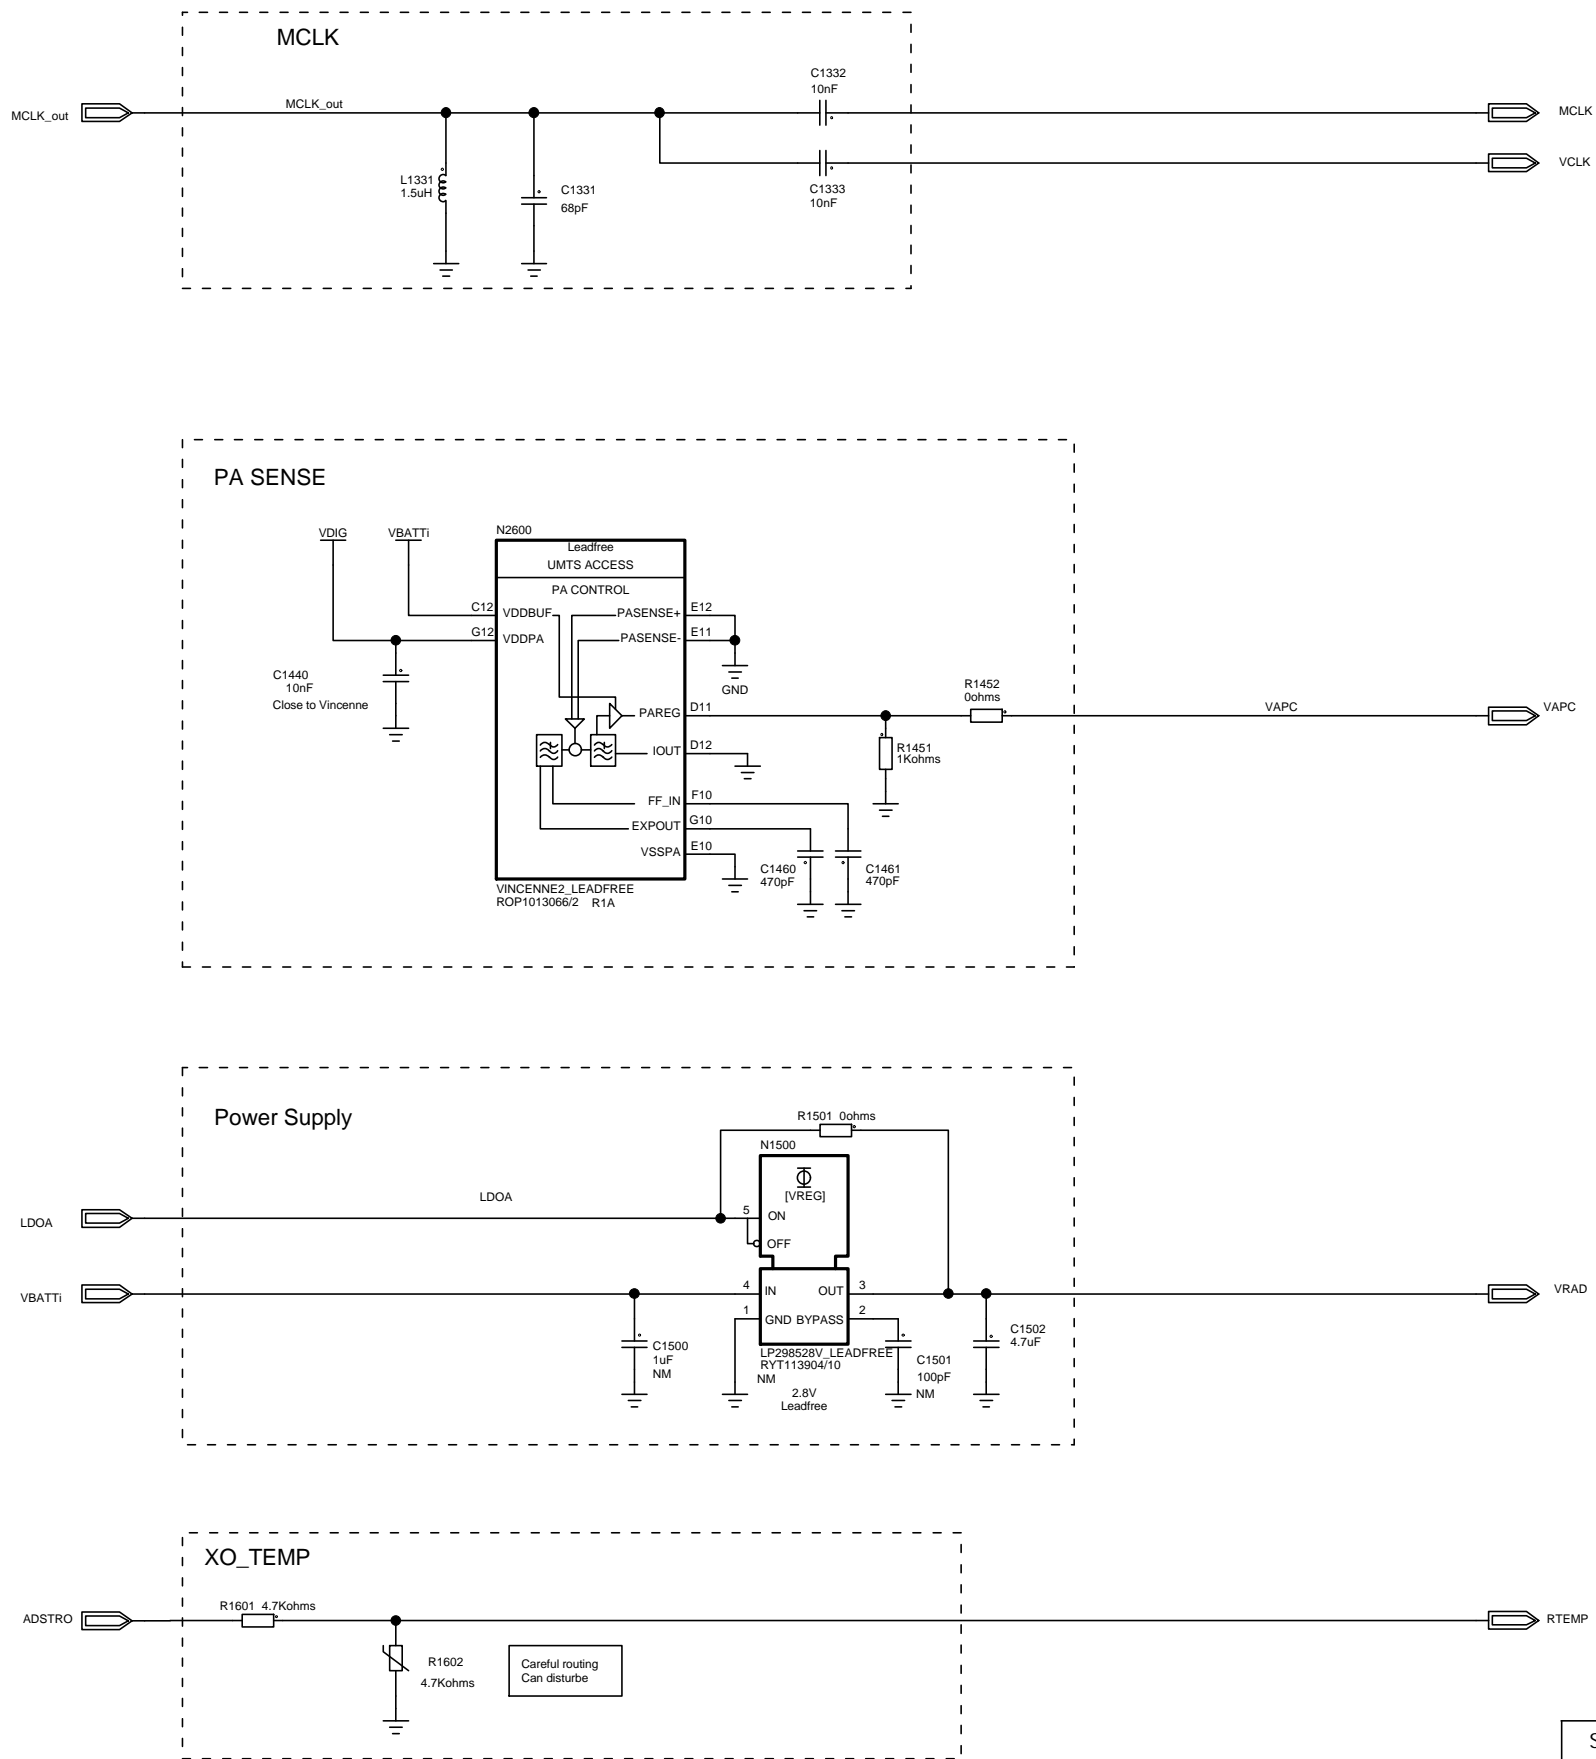 MCLK
MCLK_out
MCLK_out
C1332
10nF
MCLK
VCLK
L1331
1.5uH
C1331
68pF
C1333
10nF
PA SENSE
VDIG
VBATTi
N2600
Leadfree
UMTS ACCESS
PA CONTROL
C12
VDDBUF
PASENSE+
E12
G12
VDDPA
PASENSE-
E11
C1440
10nF
Close to Vincenne
GND
PAREG
D11
R1452
0ohms
VAPC
VAPC
IOUT
D12
R1451
1Kohms
FF_IN
F10
EXPOUT
G10
VSSPA
E10
C1460
470pF
C1461
470pF
VINCENNE2_LEADFREE
ROP1013066/2 R1A
Power Supply
R1501 0ohms
N1500
[VREG]
LDOA
LDOA
5
ON
OFF
VBATTi
4
IN
OUT
3
VRAD
1
GND
BYPASS
2
C1500
1uF
NM
LP298528V_LEADFREE
RYT113904/10
NM
2.8V
Leadfree
C1501
100pF
NM
C1502
4.7uF
XO_TEMP
ADSTRO
R1601 4.7Kohms
RTEMP
R1602
4.7Kohms
Careful routing
Can disturbe